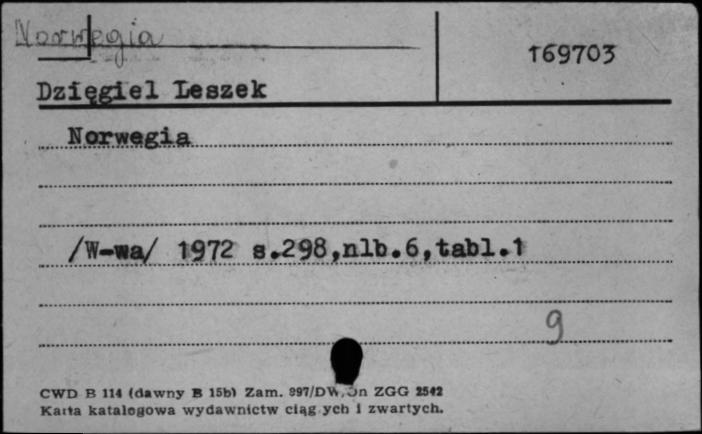 Norwegia
169703
Dzięgiel Leszek
Norwegia
/W-wa/ 1972 s.298,nlb.6,tabl.1
9
CWD B 114 (dawny B 15b) Zam. 997/DW, ZGG 2542
Karta katalogowa wydawnictw ciąg ych i zwartych.